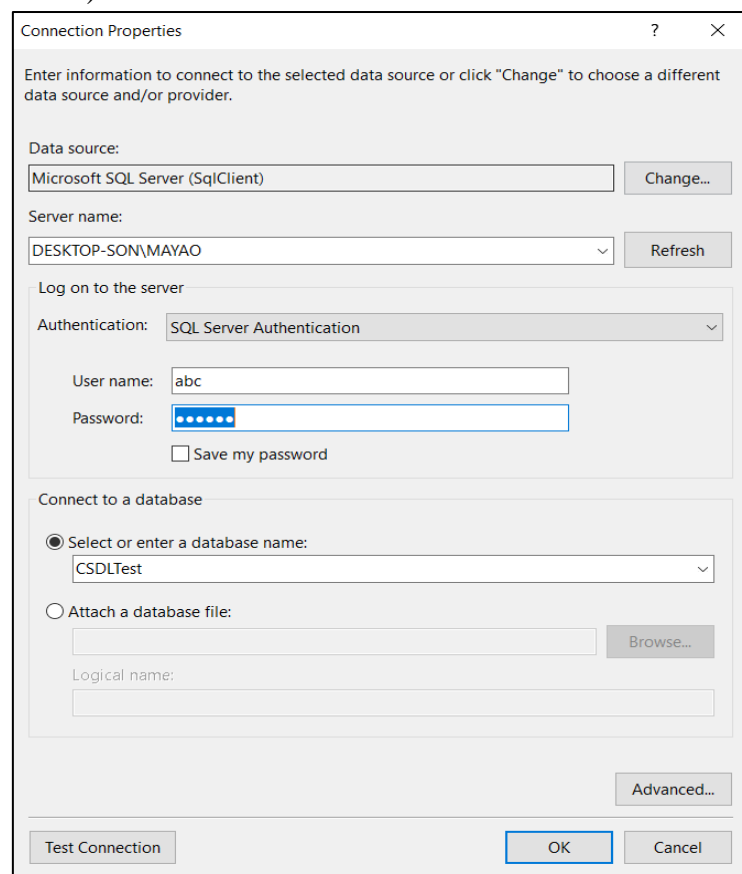 Connection Properties ? ×
Enter information to connect to the selected data source or click "Change" to choose a different
data source and/or provider.
Data source:
Microsoft SQL Server (SqlClient) Change...
Server name:
DESKTOP-SON\MAYAO Refresh
Log on to the server
Authentication: SQL Server Authentication
User name: abc
Password: ●●●●●●
Save my password
Connect to a database
Select or enter a database name:
CSDLTest
Attach a database file:
Browse...
Logical name:
Advanced...
Test Connection OK Cancel